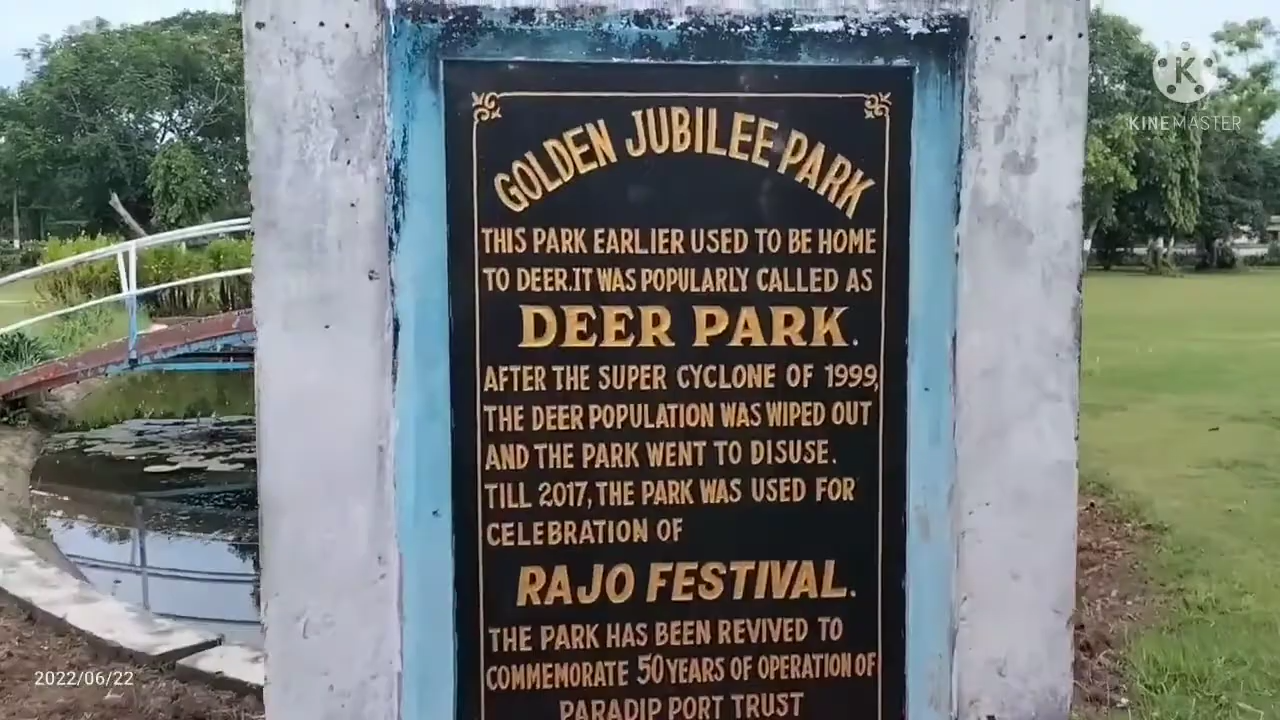 GOLDEN JUBILEE PARK
THIS PARK EARLIER USED TO BE HOME
TO DEER.IT WAS POPULARLY CALLED AS
DEER PARK.
AFTER THE SUPER CYCLONE OF 1999,
THE DEER POPULATION WAS WIPED OUT
AND THE PARK WENT TO DISUSE.
TILL 2017, THE PARK WAS USED FOR
CELEBRATION OF
RAJO FESTIVAL.
THE PARK HAS BEEN REVIVED TO
COMMEMORATE 50 YEARS OF OPERATION OF
PARADIP PORT TRUST
K
KINEMASTER
2022/06/22